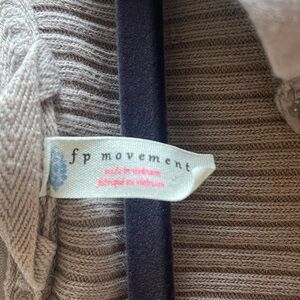 fp movement
made in vietnam
fabriqué au vietnam